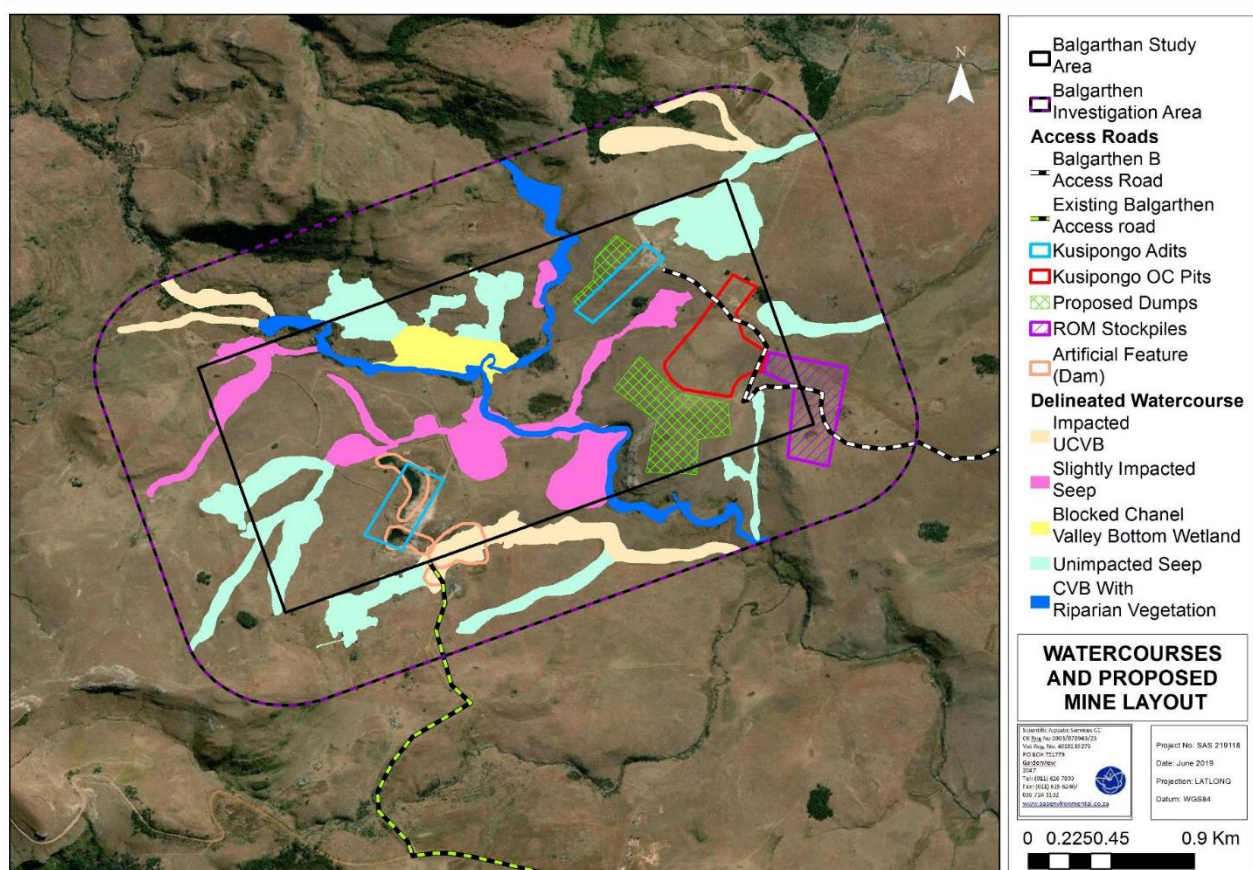 N
Balgarthan Study
Area
Balgarthen
Investigation Area
Access Roads
Balgarthen B
Access Road
Existing Balgarthen
Access road
Kusipongo Adits
Kusipongo OC Pits
Proposed Dumps
ROM Stockpiles
Artificial Feature
(Dam)
Delineated Watercourse
Impacted
UCVB
Slightly Impacted
Seep
Blocked Chanel
Valley Bottom Wetland
Unimpacted Seep
CVB With
Riparian Vegetation
WATERCOURSES
AND PROPOSED
MINE LAYOUT
Scientific Aquatic Services CC
PO BOX 751779
Gardenview
2047
Tel: (011) 616 7893
www.sasenvironmental.co.za
Project No: SAS 219118
Date: June 2019
Projection: LATLONG
Datum: WGS84
0 0.2250.45 0.9 Km